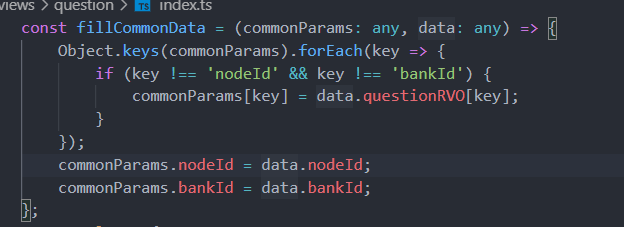 views > question > TS index.ts
const fillCommonData = (commonParams: any, data: any) => {
    Object.keys(commonParams).forEach(key => {
        if (key !== 'nodeId' && key !== 'bankId') {
            commonParams[key] = data.questionRVO[key];
        }
    });
    commonParams.nodeId = data.nodeId;
    commonParams.bankId = data.bankId;
};